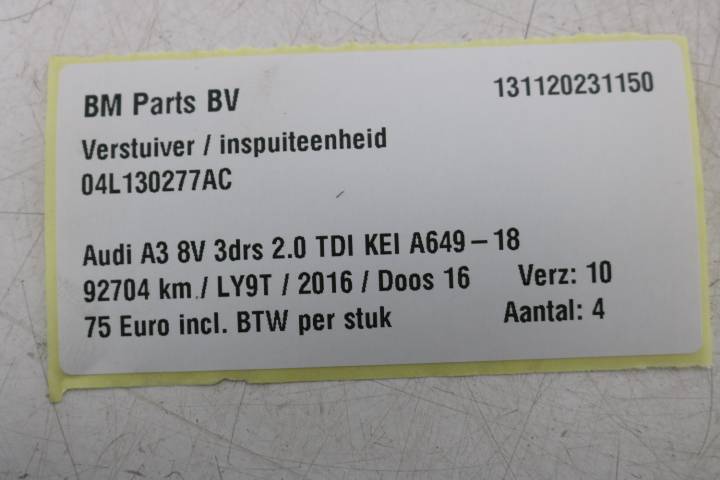 BM Parts BV 131120231150
Verstuiver / inspuiteenheid
04L130277AC
Audi A3 8V 3drs 2.0 TDI KEI A649-18
92704 km / LY9T / 2016 / Doos 16 Verz: 10
75 Euro incl. BTW per stuk Aantal: 4